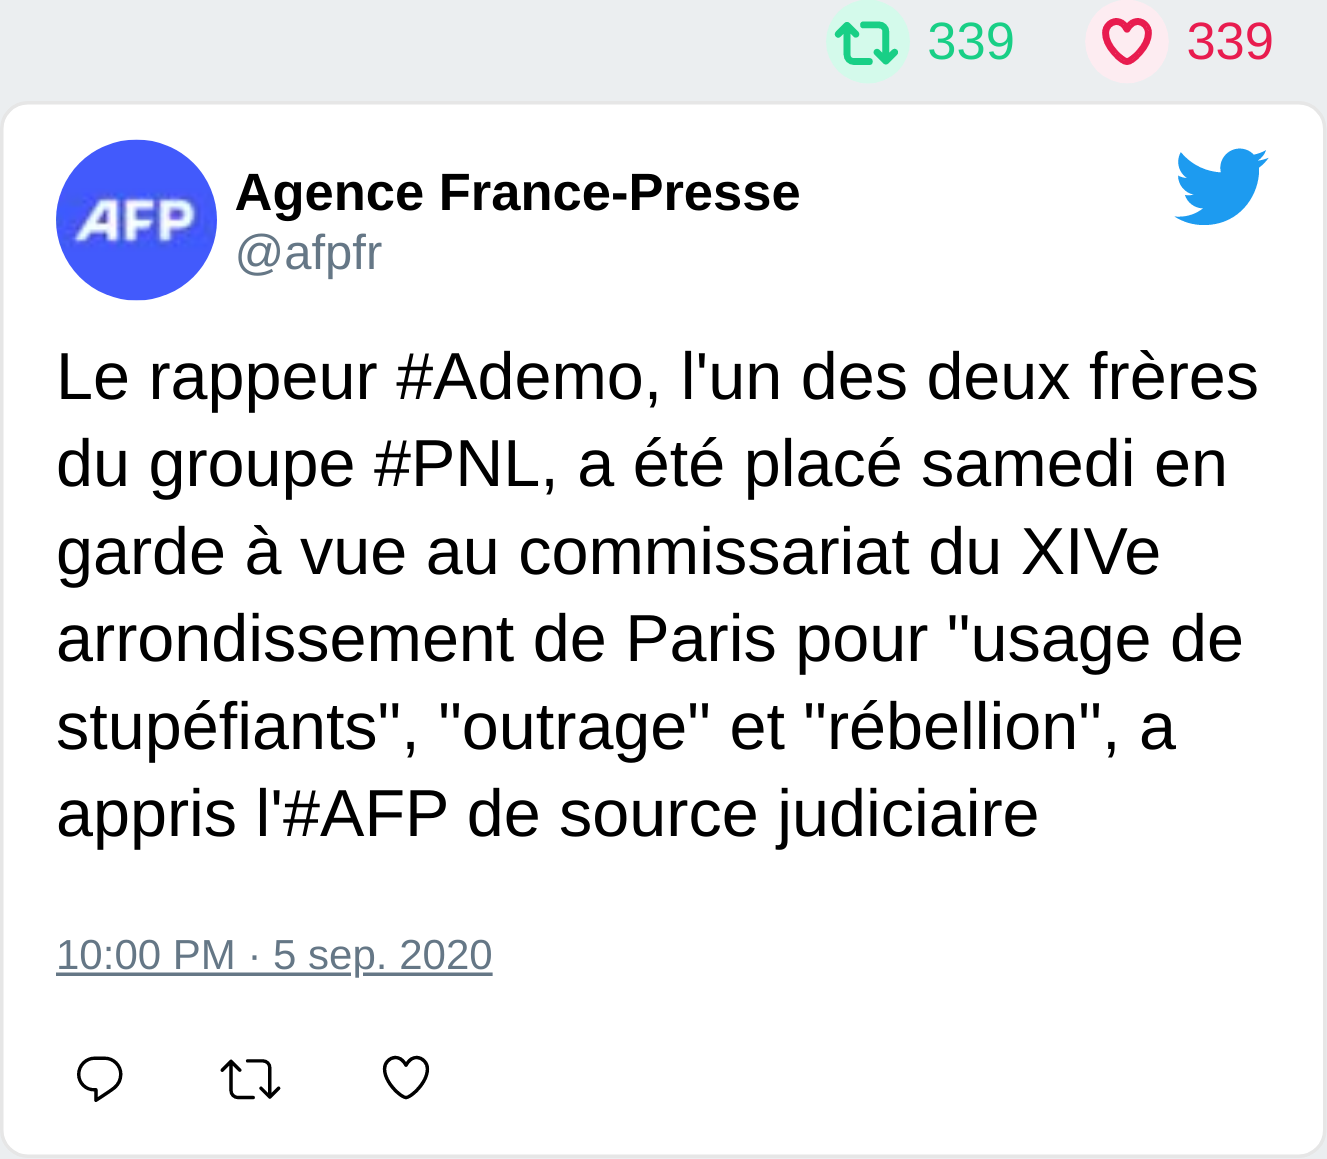 339 339
AFP
Agence France-Presse
@afpfr
Le rappeur #Ademo, l'un des deux frères
du groupe #PNL, a été placé samedi en
garde à vue au commissariat du XIVe
arrondissement de Paris pour "usage de
stupéfiants", "outrage" et "rébellion", a
appris l'#AFP de source judiciaire
10:00 PM · 5 sep. 2020